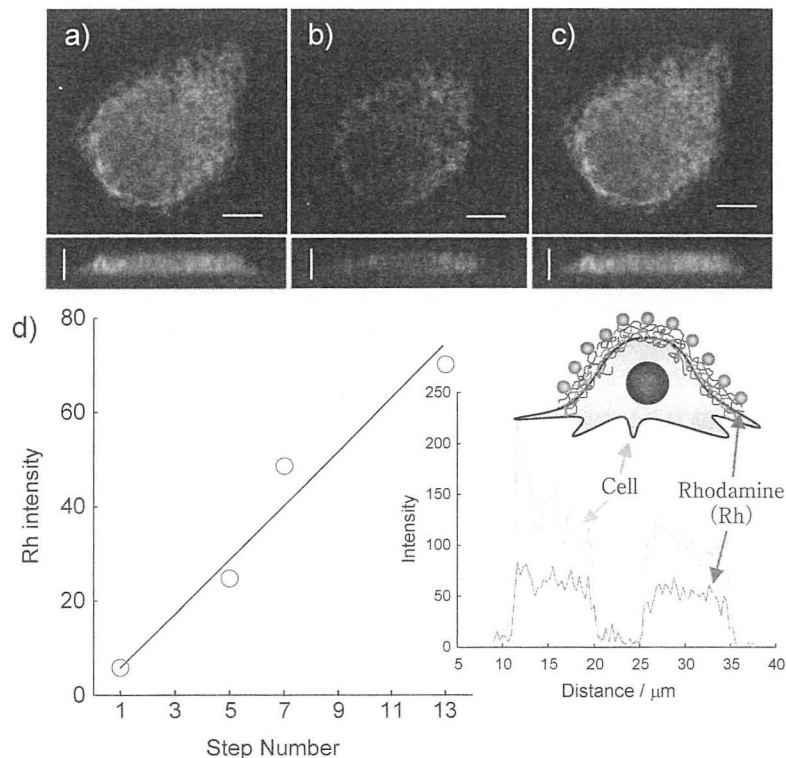 a)
b)
c)
d)
80
60
40
20
0
Rh intensity
1
3
5
7
9
11
13
Step Number
250
200
150
100
50
0
Intensity
5
10
15
20
25
30
35
40
Distance / μm
Cell
Rhodamine
(Rh)